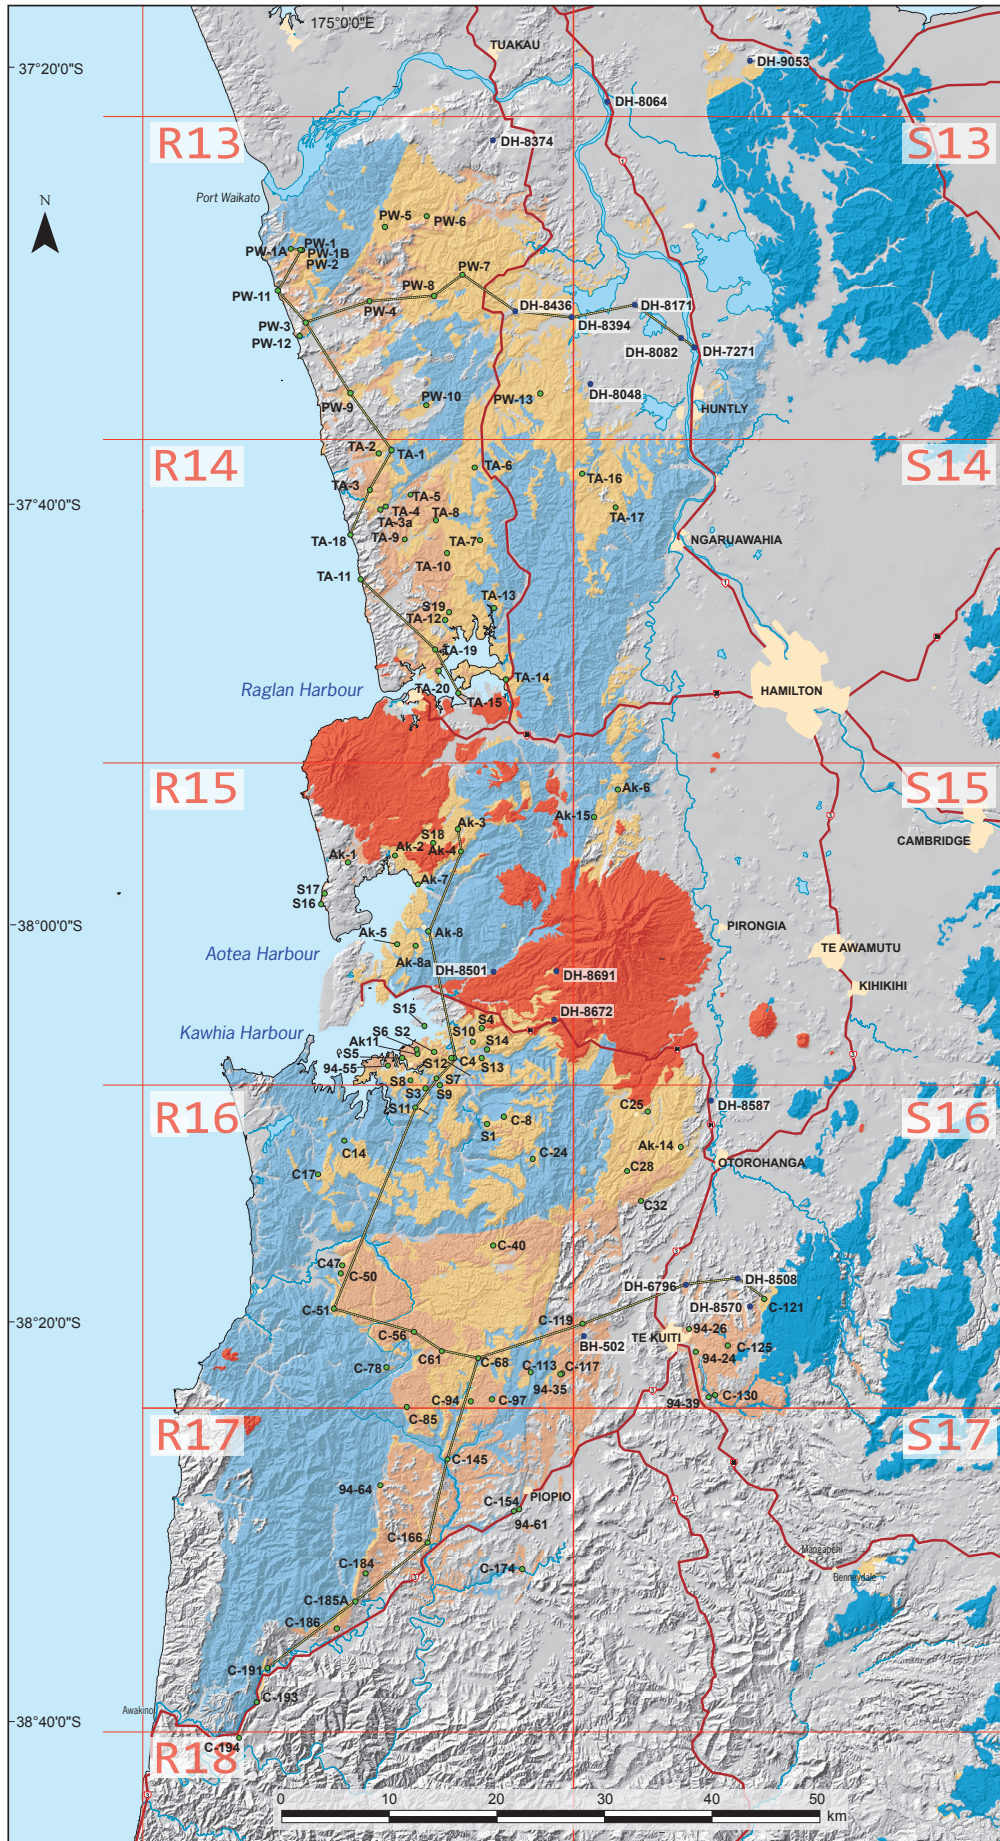 175°0'0"E
TUAKAU
37°20'0"S
DH-9053
DH-8064
R13
S13
DH-8374
Port Waikato
N
PW-5
PW-6
PW-1
PW-1A
PW-1B
PW-2
PW-7
PW-11
PW-8
PW-4
DH-8436
DH-8171
DH-8394
PW-3
PW-12
DH-8082
DH-7271
DH-8048
PW-10
PW-13
PW-9
HUNTLY
TA-2
TA-1
R14
S14
TA-6
TA-16
TA-3
TA-5
37°40'0"S
TA-4
TA-3a
TA-8
TA-17
TA-18
TA-9
TA-7
NGARUAWAHIA
TA-10
TA-11
1
S19
TA-13
TA-12
TA-19
TA-14
Raglan Harbour
TA-20
TA-15
HAMILTON
R15
S15
Ak-6
Ak-15
Ak-3
S18
CAMBRIDGE
Ak-2
Ak-4
Ak-1
Ak-7
S17
S16
38°00'0"S
PIRONGIA
Ak-5
Ak-8
TE AWAMUTU
Aotea Harbour
Ak-8a
DH-8501
DH-8691
KIHIKIHI
DH-8672
S15
S4
Kawhia Harbour
S6
S2
S10
Ak11
S14
S5
S12
C4
S13
94-55
S8
S7
S3
S9
S11
R16
S16
C25
DH-8587
C-8
S1
C14
Ak-14
C-24
OTOROHANGA
C17
C28
C32
C-40
C47
C-50
DH-6796
DH-8508
C-51
DH-8570
C-121
38°20'0"S
C-119
C-56
BH-502
TE KUITI
94-26
C61
C-68
C-125
C-78
C-113
C-117
94-24
94-35
C-94
C-97
94-39
C-130
C-85
R17
S17
C-145
94-64
C-154
PIOPIO
94-61
C-166
Mangapehi
C-184
C-174
Benneydale
C-185A
C-186
C-191
C-193
Awakino
38°40'0"S
C-194
R18
0
10
20
30
40
50
km